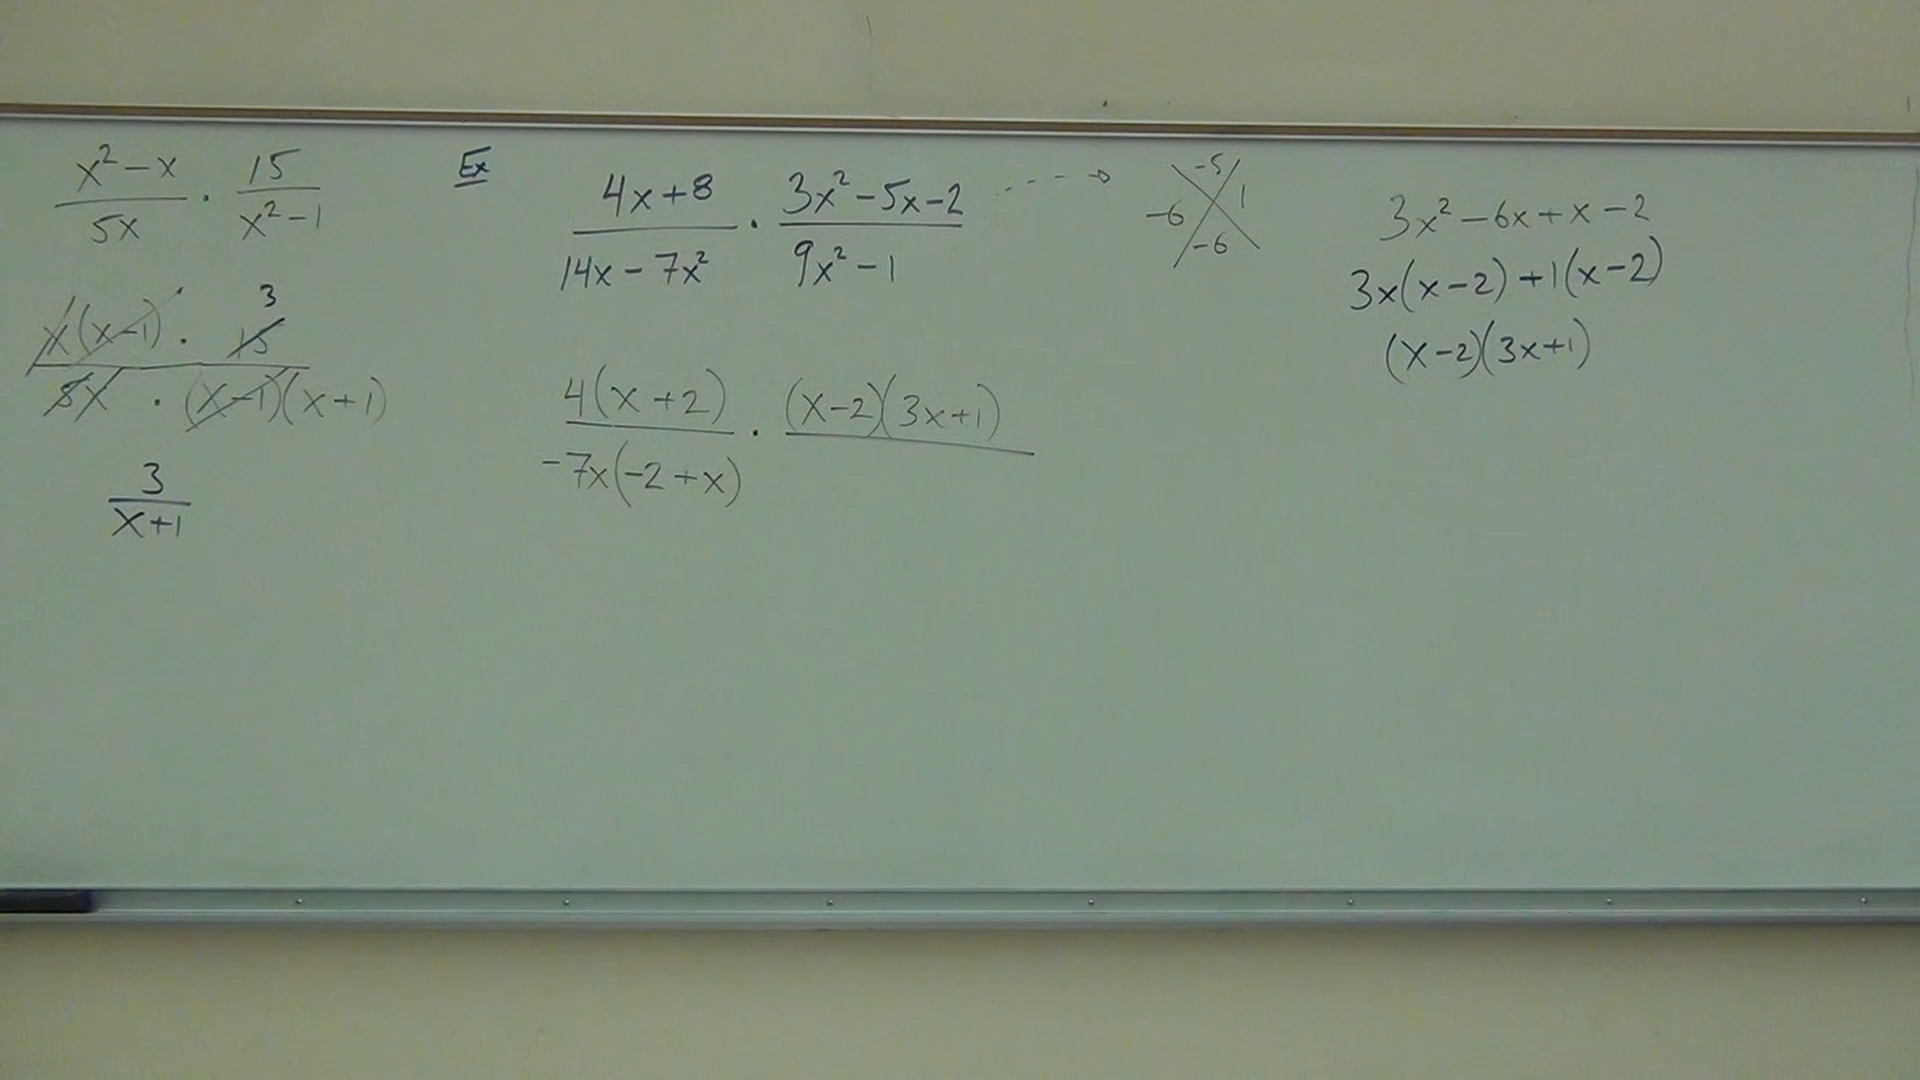 x² - x / 5x · 15 / x² - 1
x(x-1) · 15 3 / 5x · (x-1)(x+1)
3 / x+1
Ex
4x+8 / 14x - 7x² · 3x² - 5x - 2 / 9x² - 1
4(x+2) / -7x(-2+x) · (x-2)(3x+1)
-5
-6 1
-6
3x² - 6x + x - 2
3x(x-2) + 1(x-2)
(x-2)(3x+1)